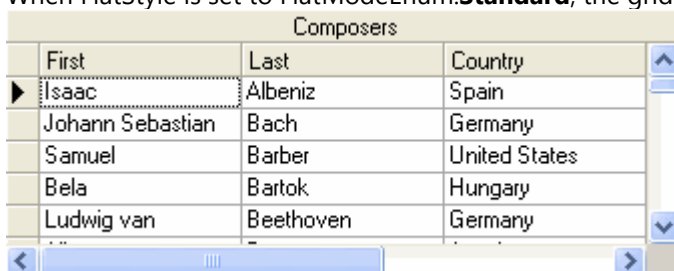 When FlatStyle is set to FlatModeEnum.Standard, the grid
Composers
First Last Country
Isaac Albeniz Spain
Johann Sebastian Bach Germany
Samuel Barber United States
Bela Bartok Hungary
Ludwig van Beethoven Germany